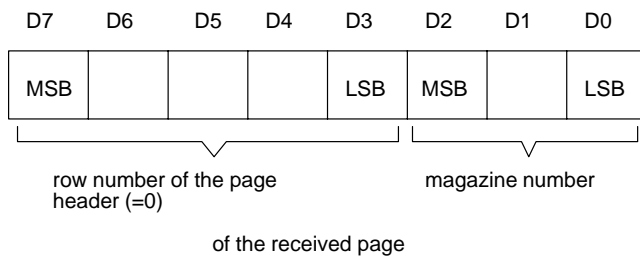 D7 D6 D5 D4 D3 D2 D1 D0
MSB LSB MSB LSB
row number of the page
header (=0)
magazine number
of the received page